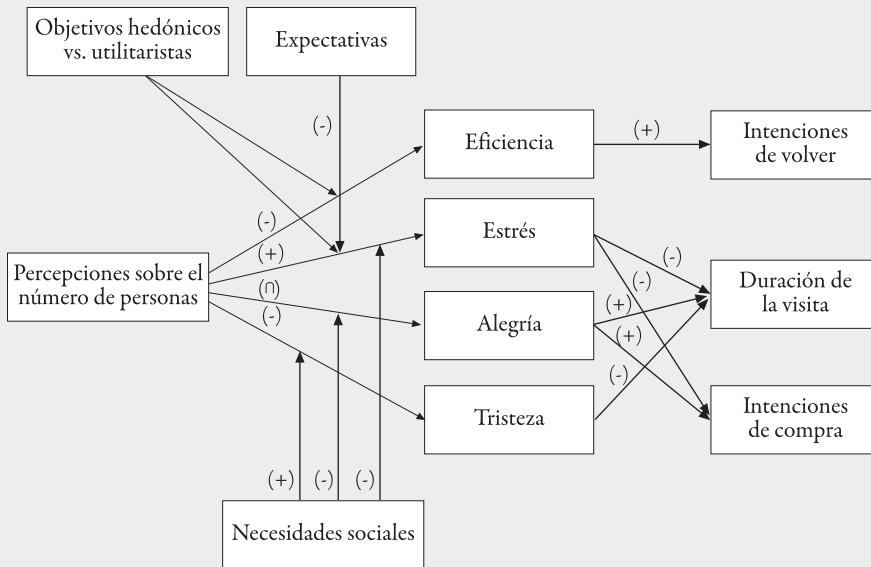 Objetivos hedónicos
vs. utilitaristas
Expectativas
(-)
Eficiencia
(+)
Intenciones
de volver
(-)
Estrés
(+)
(-)
Percepciones sobre el
número de personas
(∩)
(-)
(-)
Duración de
la visita
Alegría
(+)
(+)
(-)
Tristeza
Intenciones
de compra
(+)
(-)
(-)
Necesidades sociales